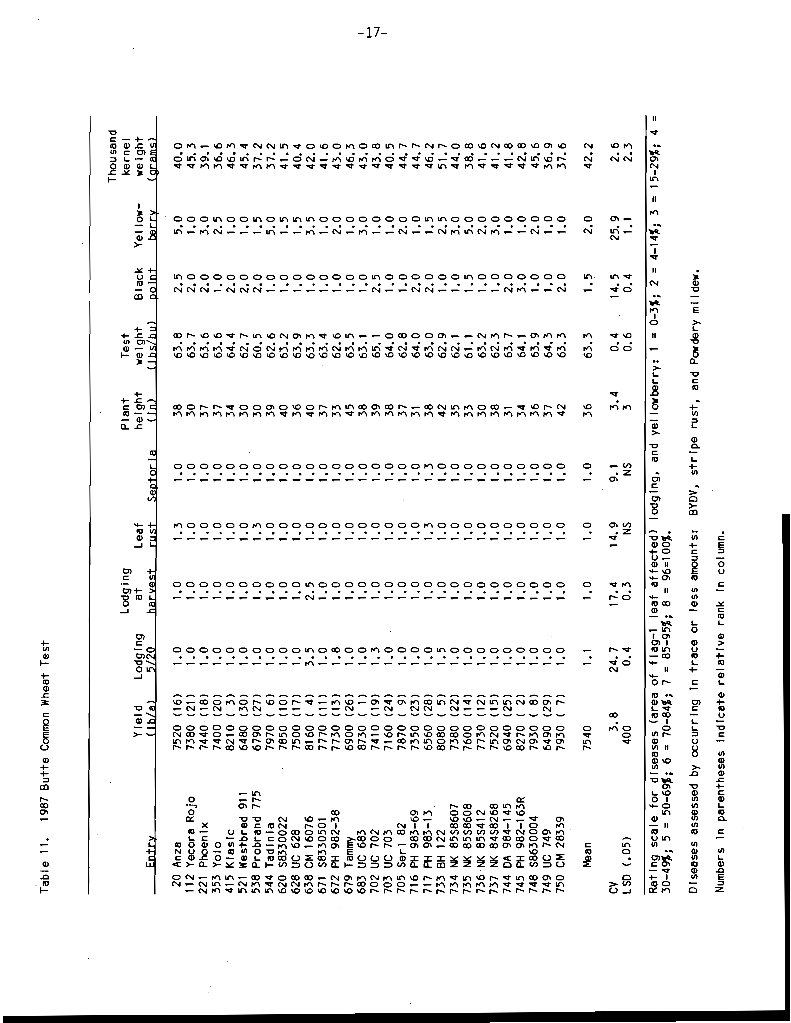 -17-
Table 11. 1987 Butte Common Wheat Test
Entry Yield (lb/a) Lodging 5/20 Lodging at harvest Leaf rust Septoria Plant height (in) Test weight (lbs/bu) Black point Yellow-berry Thousand kernel weight (grams)
20 Anza 7520 (16) 1.0 1.0 1.3 1.0 38 63.8 2.5 5.0 40.0
112 Yecora Rojo 7380 (21) 1.0 1.0 1.0 1.0 30 63.7 2.0 1.0 45.3
221 Phoenix 7440 (18) 1.0 1.0 1.0 1.0 37 63.6 2.0 3.0 39.1
353 Yolo 7400 (20) 1.0 1.0 1.0 1.0 37 63.6 1.0 2.5 36.6
415 Klasic 8210 ( 3) 1.0 1.0 1.0 1.0 34 64.4 2.0 1.0 46.3
521 Westbred 911 6480 (30) 1.0 1.0 1.0 1.0 30 62.7 2.0 1.0 45.4
538 Probrand 775 6790 (27) 1.0 1.0 1.3 1.0 30 60.5 2.0 1.5 37.2
544 Tadinia 7970 ( 6) 1.0 1.0 1.0 1.0 39 62.6 1.0 5.0 37.2
620 S8330022 7850 (10) 1.0 1.0 1.0 1.0 40 63.2 1.0 1.5 41.5
628 UC 628 7500 (17) 1.0 1.0 1.0 1.0 36 63.9 1.0 1.5 40.4
638 CM 16076 8160 ( 4) 3.5 2.5 1.0 1.0 40 63.3 1.0 3.5 42.0
671 S8330501 7770 (11) 1.0 1.0 1.0 1.0 37 63.4 1.0 1.0 41.6
672 PH 982-38 7730 (13) 1.8 1.0 1.0 1.0 33 62.6 1.0 2.0 43.0
679 Tammy 6900 (26) 1.0 1.0 1.0 1.0 45 63.5 1.0 1.0 46.3
683 UC 683 8730 ( 1) 1.0 1.0 1.0 1.0 38 63.1 1.0 3.0 43.0
702 UC 702 7410 (19) 1.3 1.0 1.0 1.0 39 65.1 2.5 1.0 43.8
703 UC 703 7160 (24) 1.0 1.0 1.0 1.0 38 64.0 1.0 1.0 40.5
705 Seri 82 7870 ( 9) 1.0 1.0 1.0 1.0 37 62.8 2.0 2.0 44.7
716 PH 983-69 7350 (23) 1.0 1.0 1.0 1.0 31 64.0 2.0 1.0 44.7
717 PH 983-13 6560 (28) 1.0 1.0 1.3 1.3 38 63.0 2.0 1.5 46.2
733 BH 122 8080 ( 5) 1.5 1.0 1.0 1.0 42 62.9 1.0 2.5 51.7
734 NK 85S8607 7380 (22) 1.0 1.0 1.0 1.0 35 62.1 1.0 3.0 44.0
735 NK 85S8608 7600 (14) 1.0 1.0 1.0 1.0 33 61.1 1.5 5.0 38.8
736 NK 85S412 7730 (12) 1.0 1.0 1.0 1.0 30 63.2 1.0 2.0 41.6
737 NK 84S8268 7520 (15) 1.0 1.0 1.0 1.0 38 62.3 1.0 3.0 41.2
744 DA 984-145 6940 (25) 1.0 1.0 1.0 1.0 31 63.7 2.0 1.0 41.8
745 PH 982-163R 8270 ( 2) 1.0 1.0 1.0 1.0 34 64.1 3.0 1.0 42.8
748 S8630004 7930 ( 8) 1.0 1.0 1.0 1.0 36 63.9 1.0 2.0 45.6
749 UC 749 6490 (29) 1.0 1.0 1.0 1.0 37 64.3 1.0 1.0 36.9
750 CM 28339 7930 ( 7) 1.0 1.0 1.0 1.0 42 63.3 2.0 1.0 37.6
Mean 7540 1.1 1.0 1.0 1.0 36 63.3 1.5 2.0 42.2
CV 3.8 24.7 17.4 14.9 9.1 3.4 0.4 14.5 25.9 2.6
LSD (.05) 400 0.4 0.3 NS NS 3 0.6 0.4 1.1 2.3
Rating scale for diseases (area of flag-1 leaf affected) lodging, and yellowberry: 1 = 0-3%; 2 = 4-14%; 3 = 15-29%; 4 =
30-49%; 5 = 50-69%; 6 = 70-84%; 7 = 85-95%; 8 = 96=100%.
Diseases assessed by occurring in trace or less amounts: BYDV, stripe rust, and Powdery mildew.
Numbers in parentheses indicate relative rank in column.